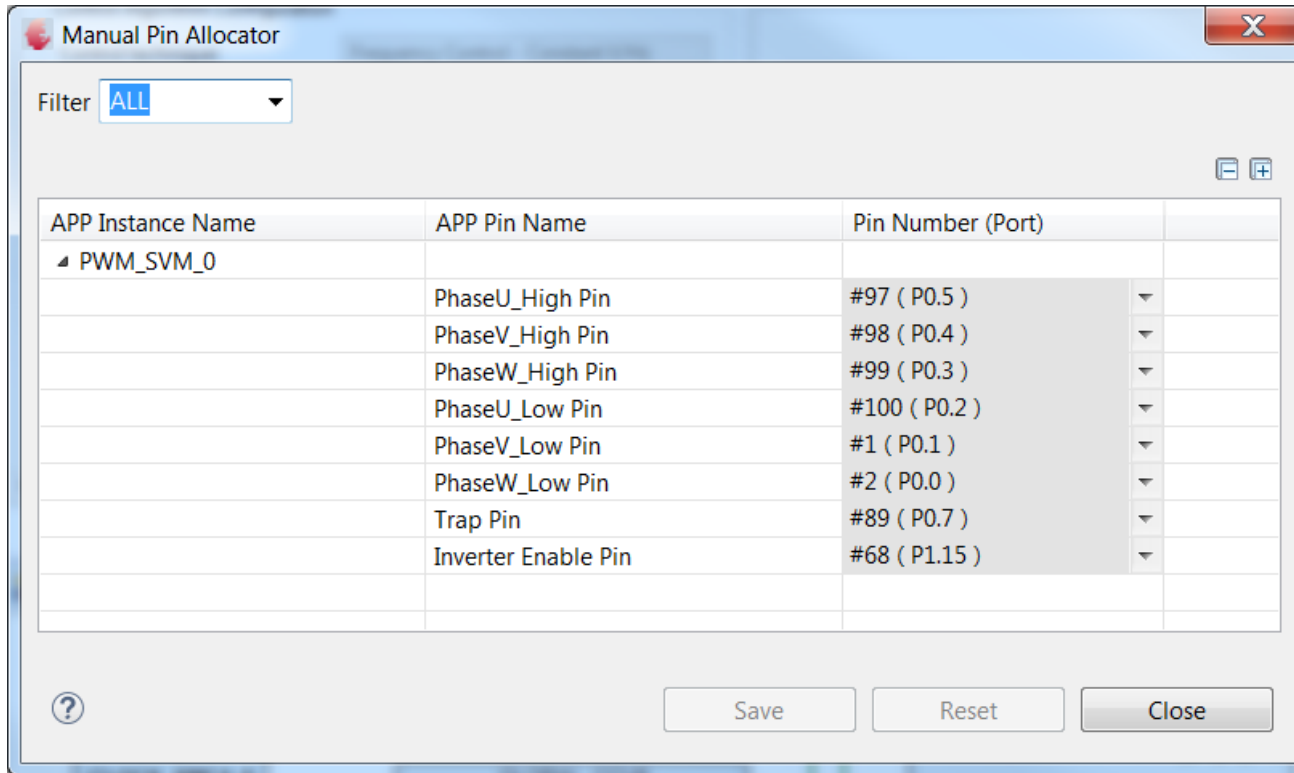 Manual Pin Allocator
Filter ALL
APP Instance Name APP Pin Name Pin Number (Port)
PWM_SVM_0
PhaseU_High Pin #97 ( P0.5 )
PhaseV_High Pin #98 ( P0.4 )
PhaseW_High Pin #99 ( P0.3 )
PhaseU_Low Pin #100 ( P0.2 )
PhaseV_Low Pin #1 ( P0.1 )
PhaseW_Low Pin #2 ( P0.0 )
Trap Pin #89 ( P0.7 )
Inverter Enable Pin #68 ( P1.15 )
? Save Reset Close